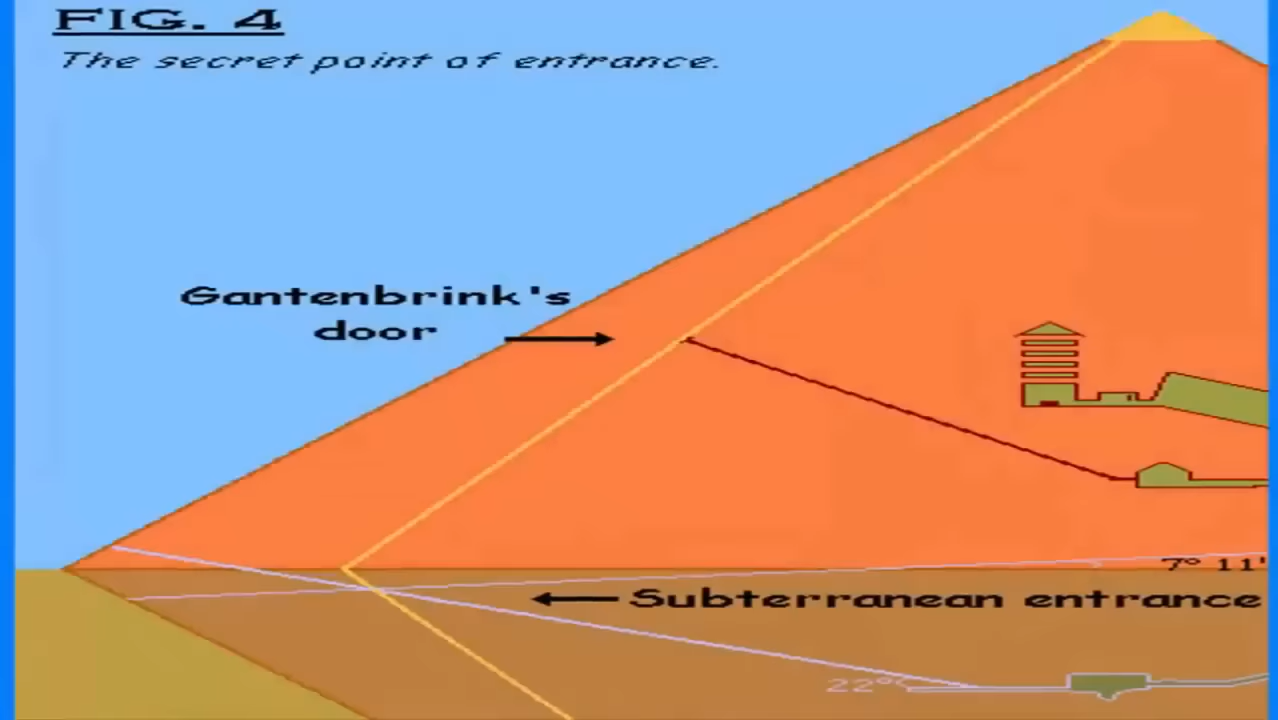 FIG. 4
The secret point of entrance.
Gantenbrink's
door
7° 11'
Subterranean entrance
22°